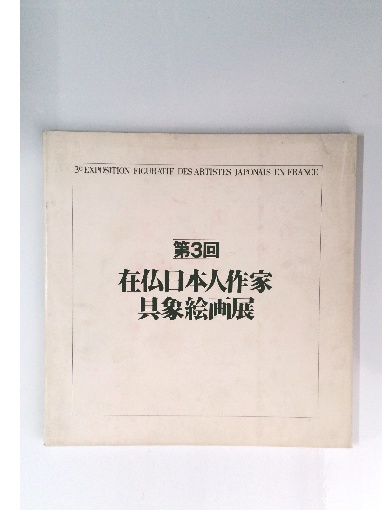 3e EXPOSITION FIGURATIF DES ARTISTES JAPONAIS EN FRANCE
第3回
在仏日本人作家
具象絵画展